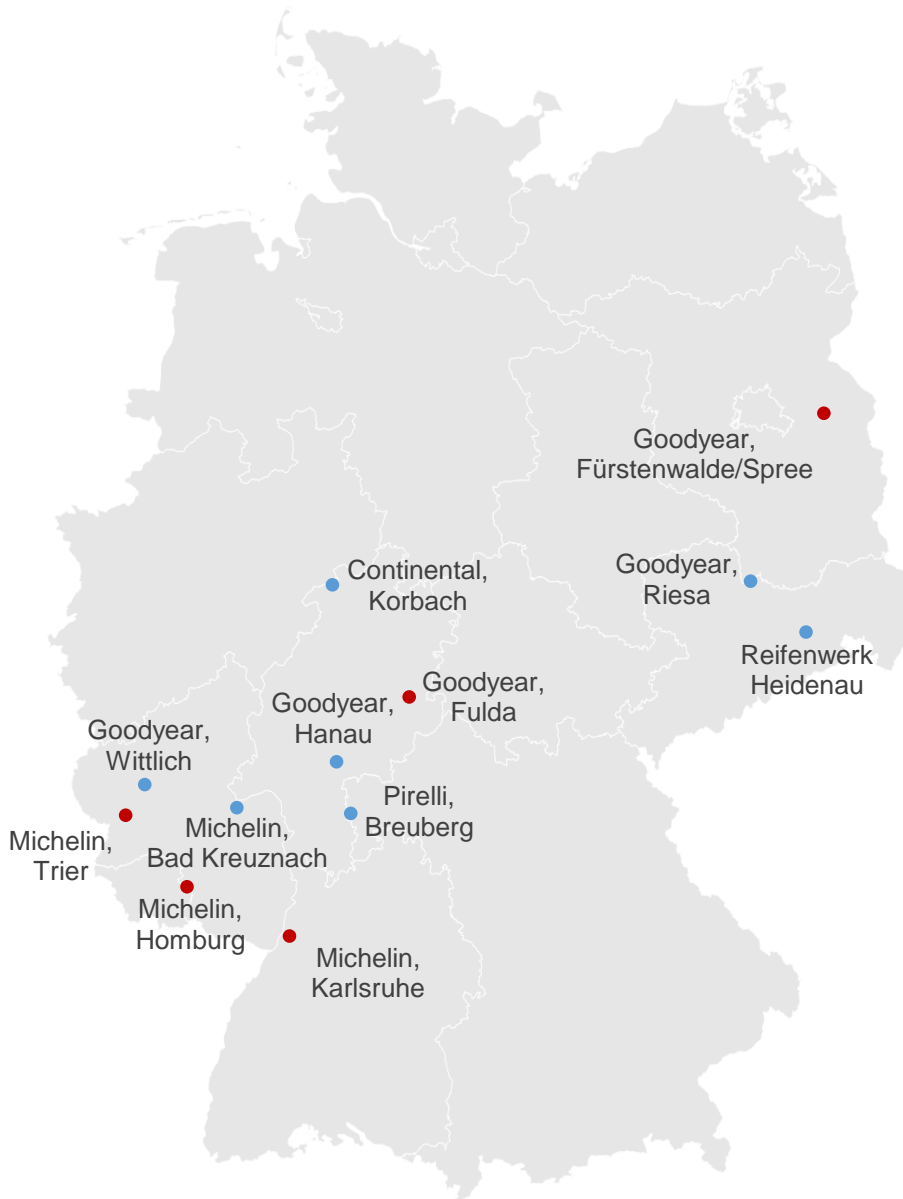 Goodyear,
Fürstenwalde/Spree
Continental,
Korbach
Goodyear,
Riesa
Reifenwerk
Heidenau
Goodyear,
Fulda
Goodyear,
Hanau
Goodyear,
Wittlich
Pirelli,
Breuberg
Michelin,
Bad Kreuznach
Michelin,
Trier
Michelin,
Homburg
Michelin,
Karlsruhe